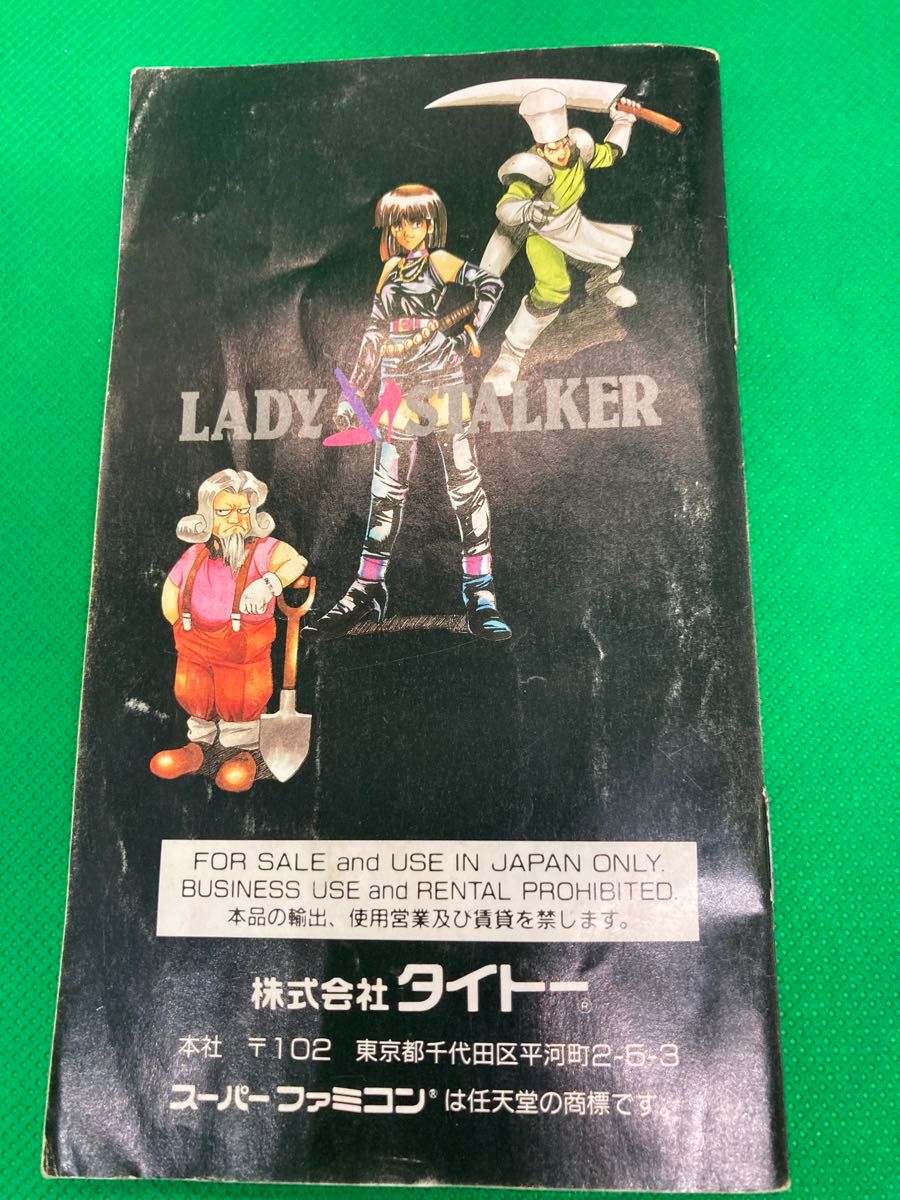 LADY STALKER
FOR SALE and USE IN JAPAN ONLY.
BUSINESS USE and RENTAL PROHIBITED.
本品の輸出、使用営業及び賃貸を禁じます。
株式会社 タイトー®
本社 〒102 東京都千代田区平河町2-5-3
スーパーファミコン®は任天堂の商標です。